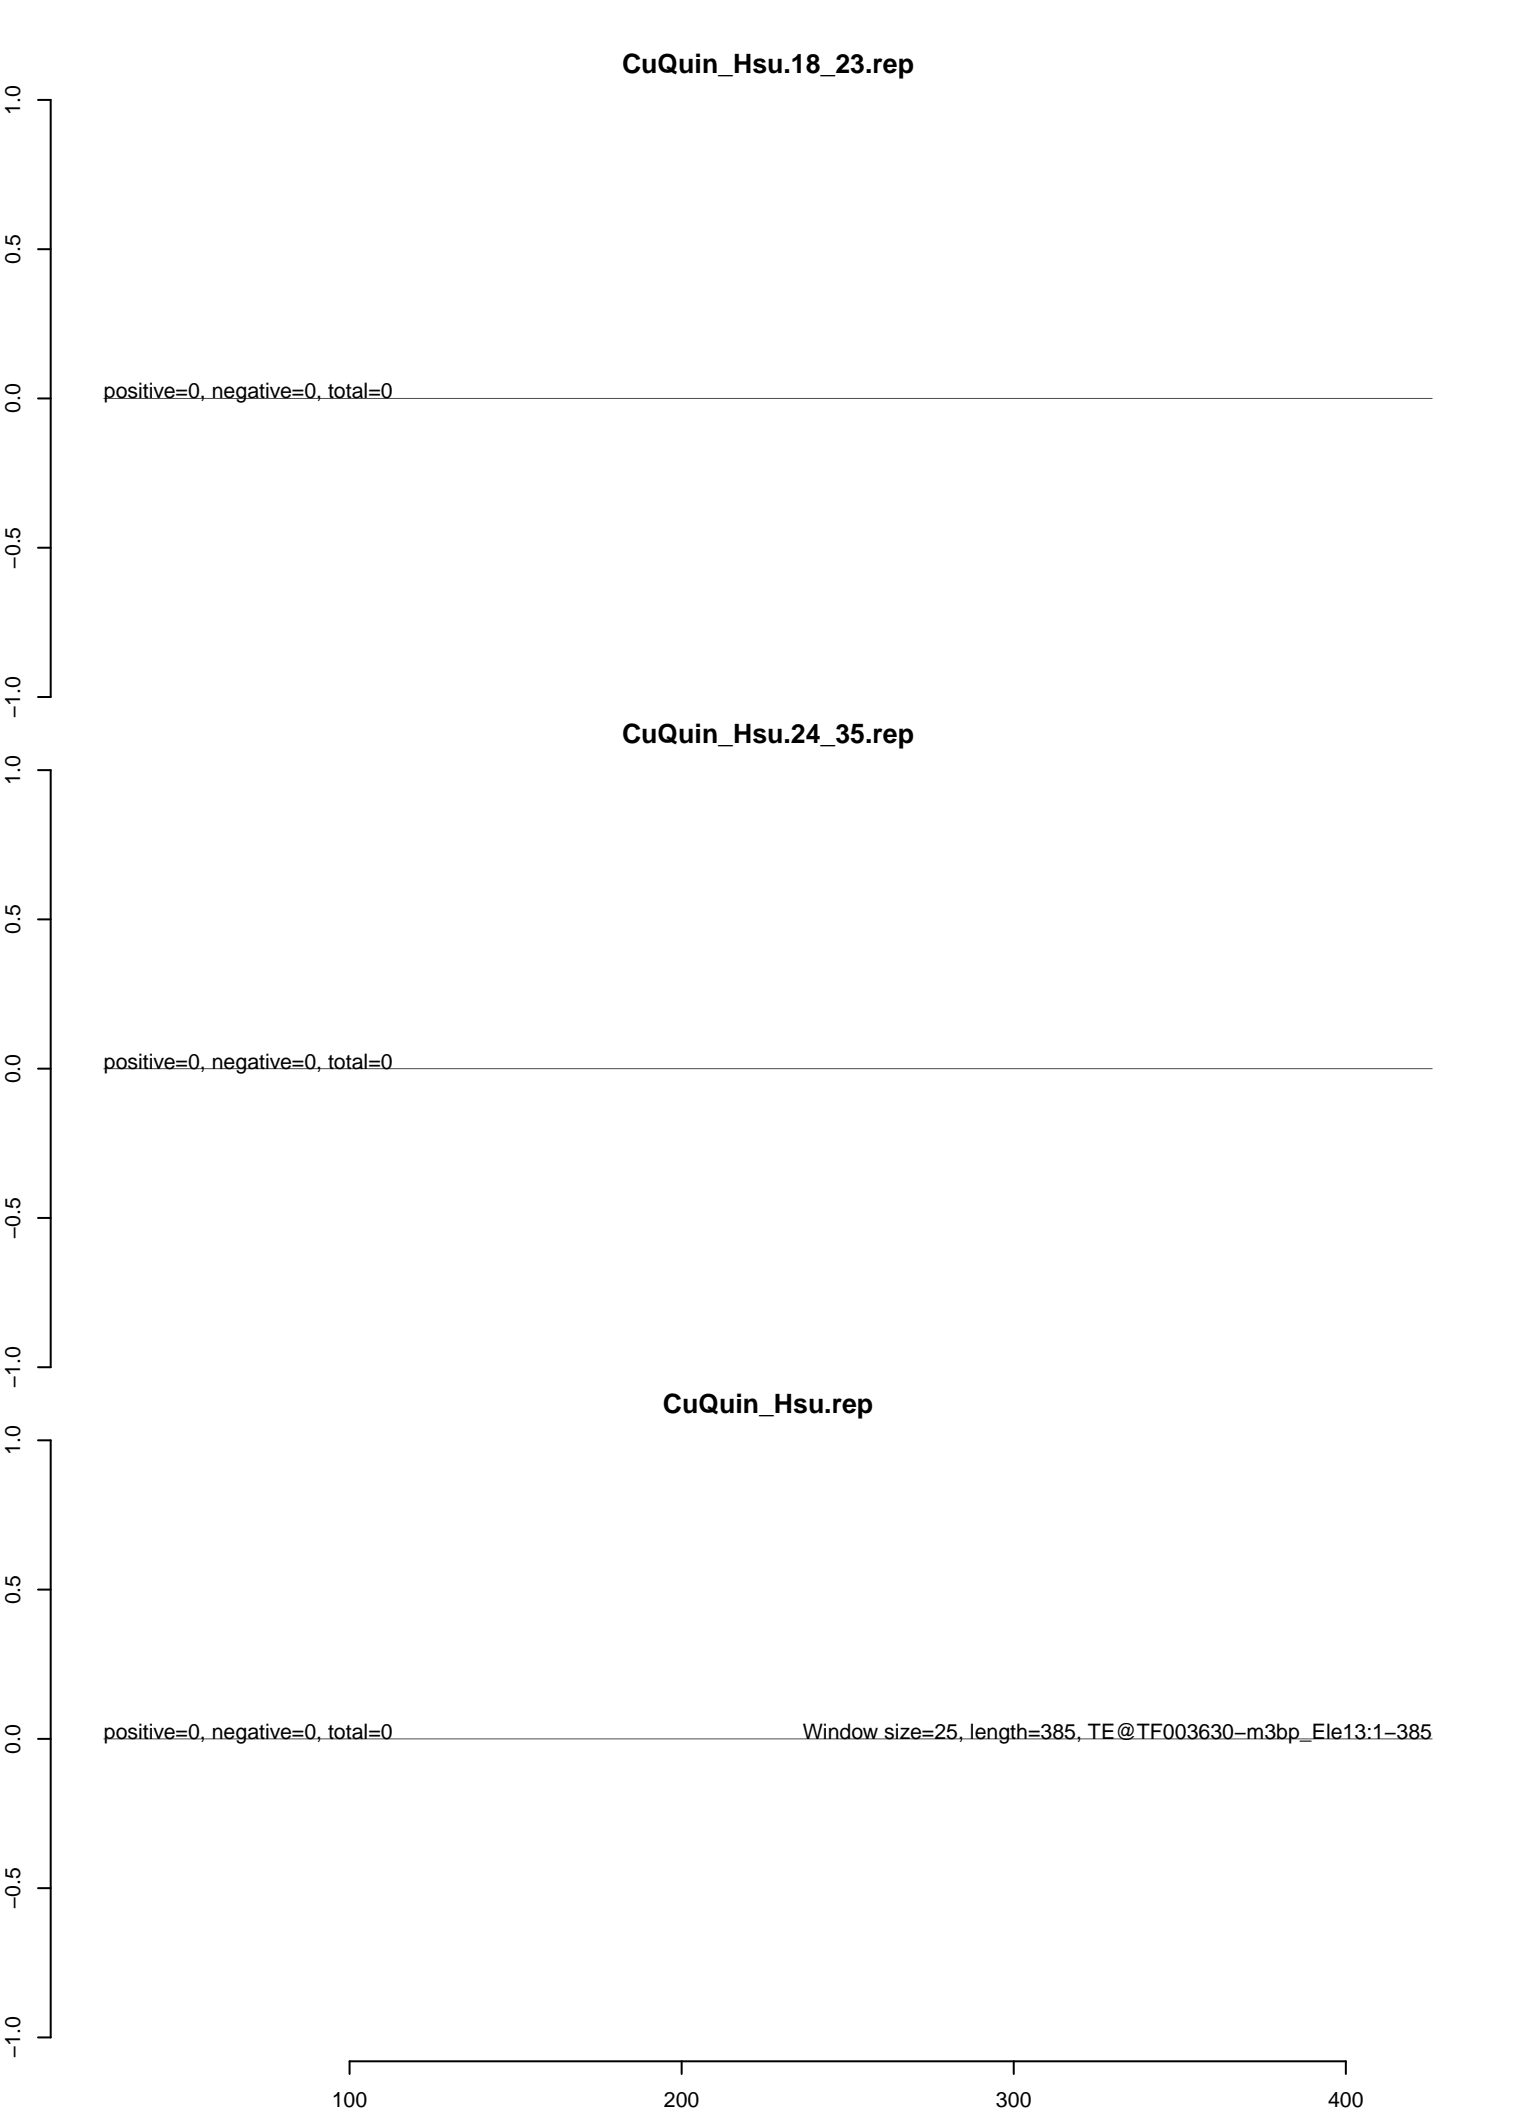 CuQuin_Hsu.18_23.rep
1.0
0.5
0.0
−0.5
−1.0
positive=0, negative=0, total=0
CuQuin_Hsu.24_35.rep
1.0
0.5
0.0
−0.5
−1.0
positive=0, negative=0, total=0
CuQuin_Hsu.rep
1.0
0.5
0.0
−0.5
−1.0
positive=0, negative=0, total=0
Window size=25, length=385, TE@TF003630−m3bp_Ele13:1−385
100 200 300 400